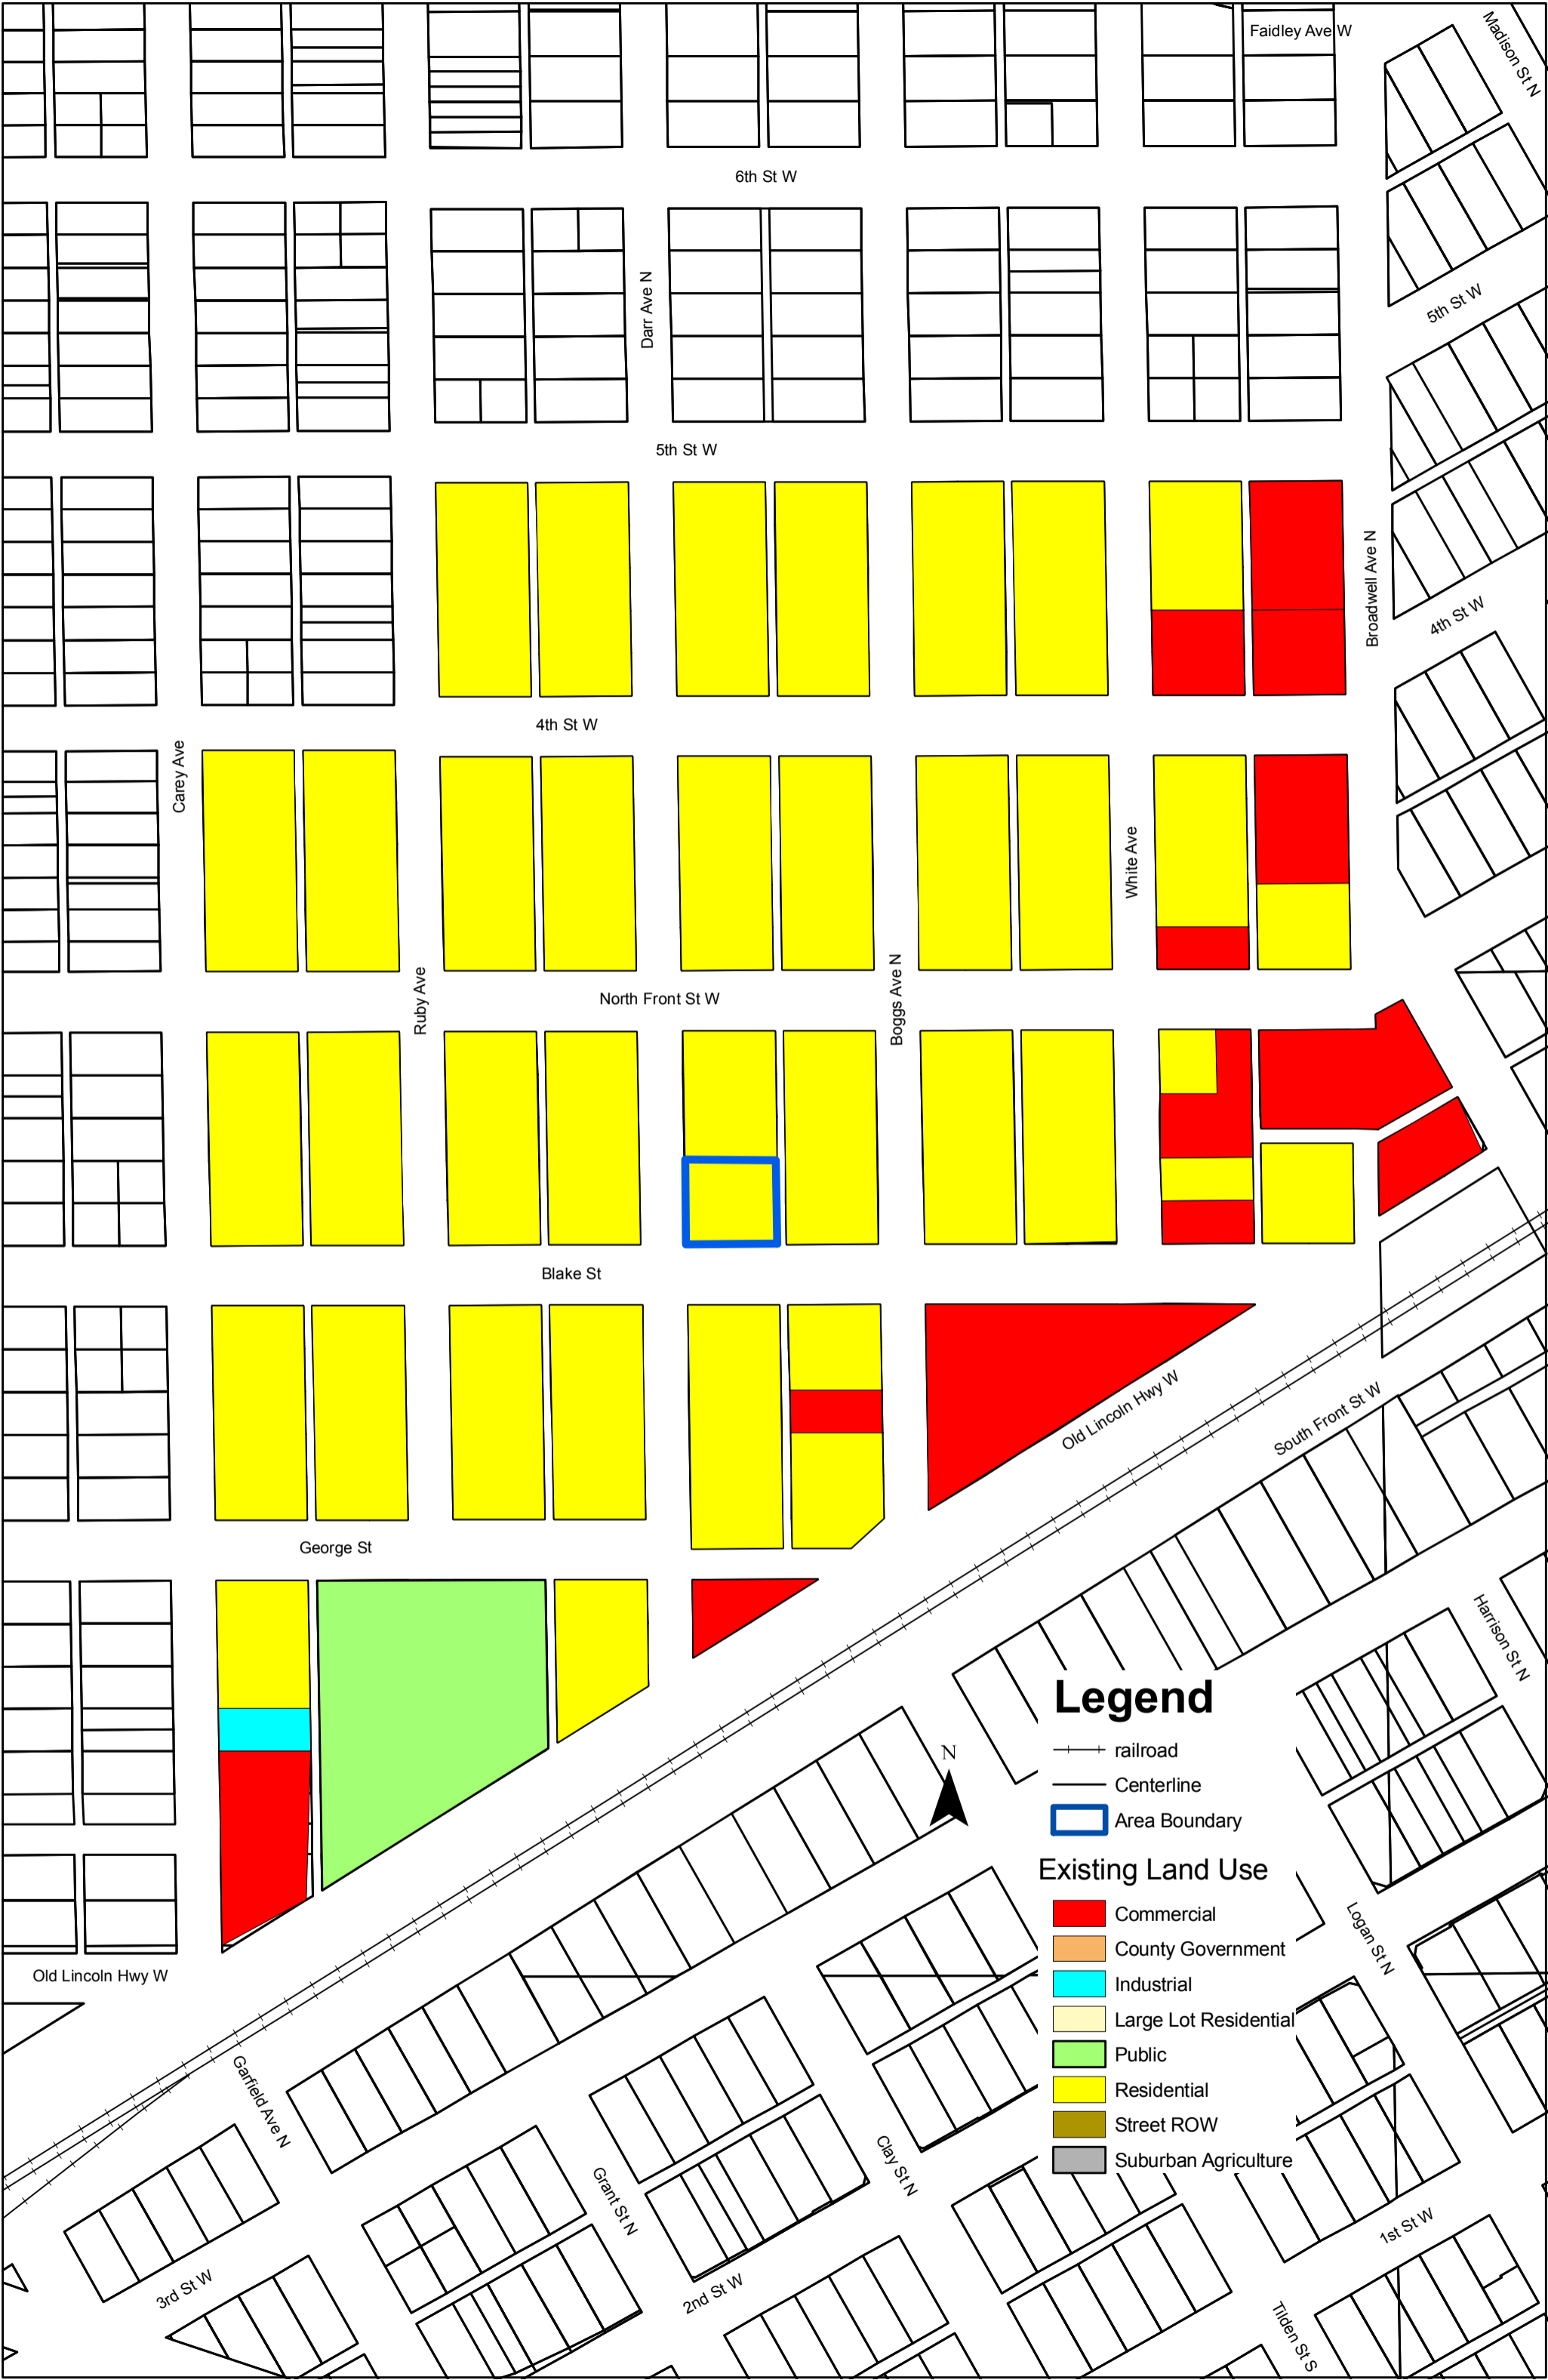 Faidley Ave W
Madison St N
6th St W
Darr Ave N
5th St W
5th St W
Broadwell Ave N
4th St W
4th St W
Carey Ave
White Ave
Ruby Ave
North Front St W
Boggs Ave N
Blake St
Old Lincoln Hwy W
South Front St W
George St
Harrison St N
Legend
N
railroad
Centerline
Area Boundary
Existing Land Use
Commercial
County Government
Industrial
Large Lot Residential
Public
Residential
Street ROW
Suburban Agriculture
Logan St N
Old Lincoln Hwy W
Garfield Ave N
Grant St N
Clay St N
3rd St W
2nd St W
1st St W
Tilden St S